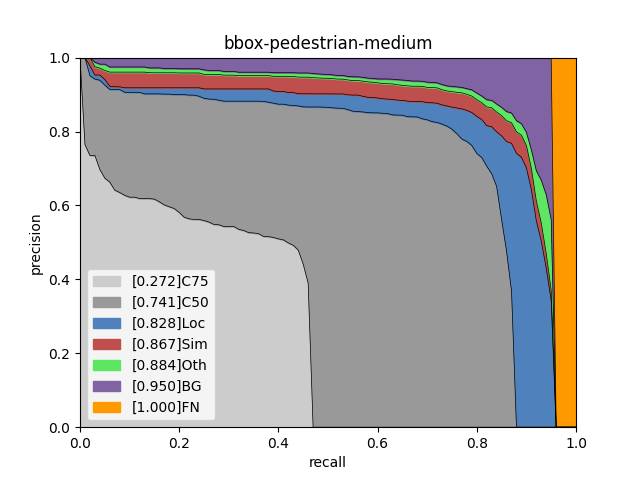 bbox-pedestrian-medium
precision
1.0
0.8
0.6
0.4
0.2
0.0
[0.272]C75
[0.741]C50
[0.828]Loc
[0.867]Sim
[0.884]Oth
[0.950]BG
[1.000]FN
0.0 0.2 0.4 0.6 0.8 1.0
recall